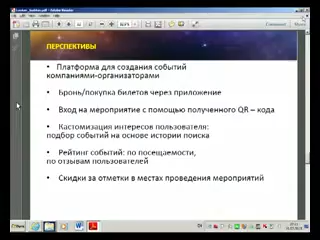 ПЕРСПЕКТИВЫ
• Платформа для создания событий
компаниями-организаторами
• Бронь/покупка билетов через приложение
• Вход на мероприятие с помощью полученного QR – кода
• Кастомизация интересов пользователя:
подбор событий на основе истории поиска
• Рейтинг событий: по посещаемости,
по отзывам пользователей
• Скидки за отметки в местах проведения мероприятий